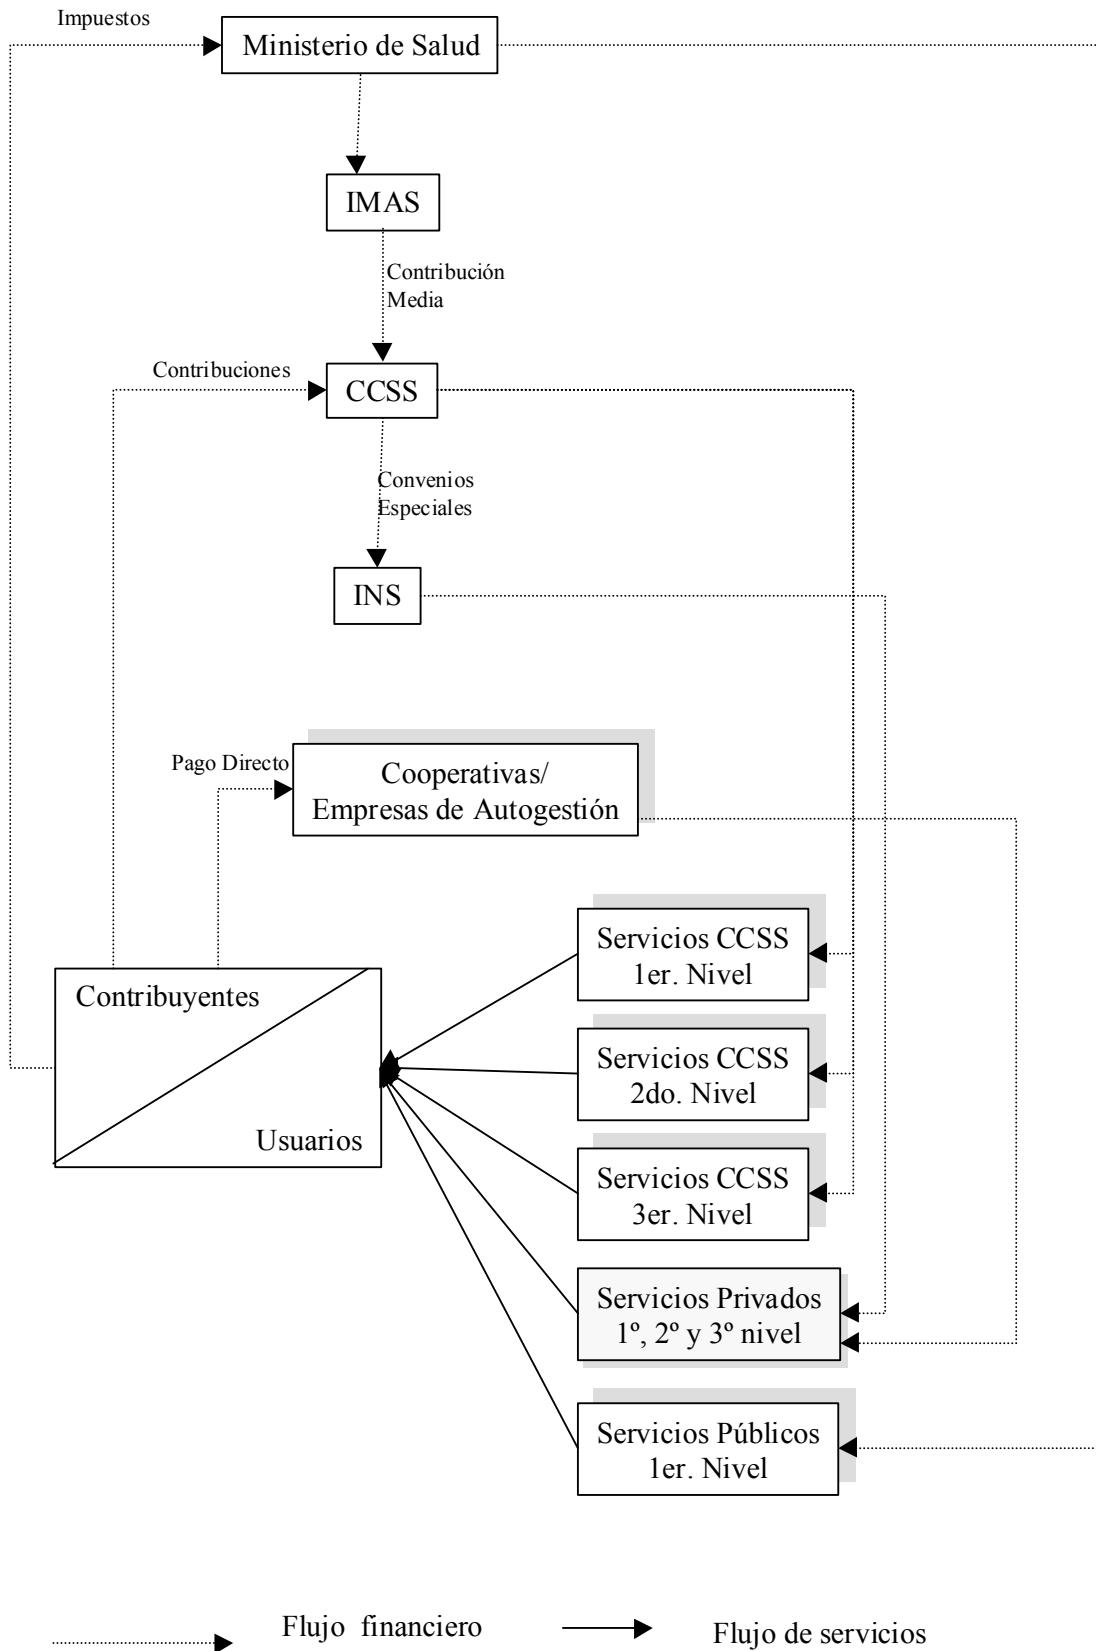 Impuestos
Ministerio de Salud
IMAS
Contribución
Media
Contribuciones
CCSS
Convenios
Especiales
INS
Pago Directo
Cooperativas/
Empresas de Autogestión
Servicios CCSS
1er. Nivel
Contribuyentes
Usuarios
Servicios CCSS
2do. Nivel
Servicios CCSS
3er. Nivel
Servicios Privados
1º, 2º y 3º nivel
Servicios Públicos
1er. Nivel
Flujo financiero
Flujo de servicios